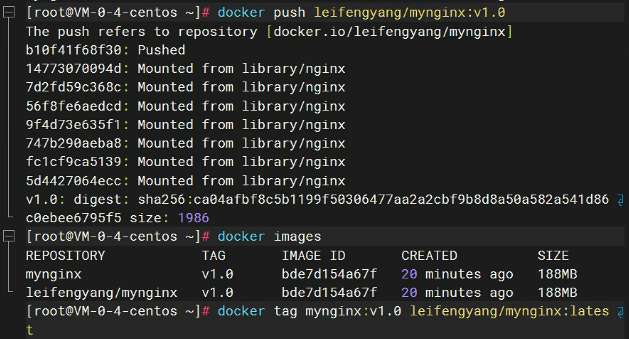 [root@VM-0-4-centos ~]# docker push leifengyang/mynginx:v1.0
The push refers to repository [docker.io/leifengyang/mynginx]
b10f41f68f30: Pushed
14773070094d: Mounted from library/nginx
7d2fd59c368c: Mounted from library/nginx
56f8fe6aedcd: Mounted from library/nginx
9f4d73e635f1: Mounted from library/nginx
747b290aeba8: Mounted from library/nginx
fc1cf9ca5139: Mounted from library/nginx
5d4427064ecc: Mounted from library/nginx
v1.0: digest: sha256:ca04afbf8c5b1199f50306477aa2a2cbf9b8d8a50a582a541d86
c0ebee6795f5 size: 1986
[root@VM-0-4-centos ~]# docker images
REPOSITORY TAG IMAGE ID CREATED SIZE
mynginx v1.0 bde7d154a67f 20 minutes ago 188MB
leifengyang/mynginx v1.0 bde7d154a67f 20 minutes ago 188MB
[root@VM-0-4-centos ~]# docker tag mynginx:v1.0 leifengyang/mynginx:lates
t